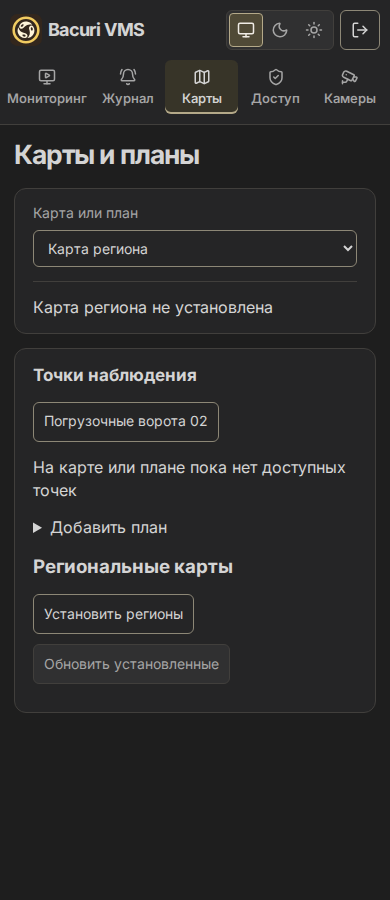 Bacuri VMS
Мониторинг
Журнал
Карты
Доступ
Камеры
Карты и планы
Карта или план
Карта региона
Карта региона не установлена
Точки наблюдения
Погрузочные ворота 02
На карте или плане пока нет доступных
точек
Добавить план
Региональные карты
Установить регионы
Обновить установленные